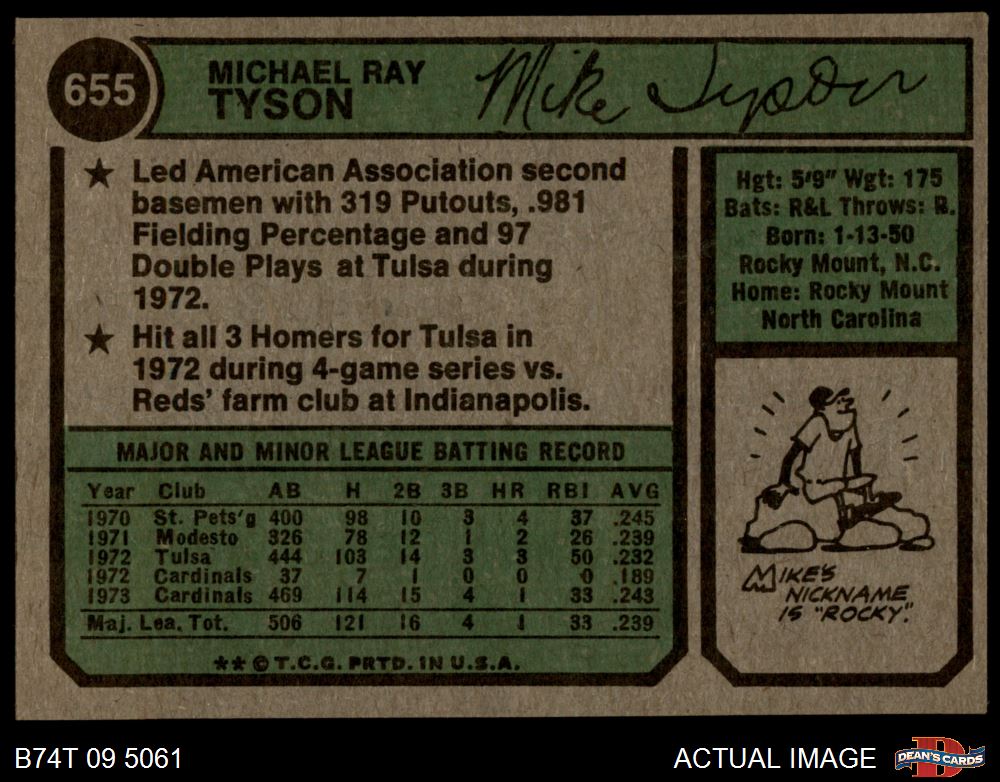 655
MICHAEL RAY
TYSON
Mike Tyson
★ Led American Association second
basemen with 319 Putouts, .981
Fielding Percentage and 97
Double Plays at Tulsa during
1972.
★ Hit all 3 Homers for Tulsa in
1972 during 4-game series vs.
Reds' farm club at Indianapolis.
MAJOR AND MINOR LEAGUE BATTING RECORD
Year Club AB H 2B 3B HR RBI AVG
1970 St. Pets'g 400 98 10 3 4 37 .245
1971 Modesto 326 78 12 1 2 26 .239
1972 Tulsa 444 103 14 3 3 50 .232
1972 Cardinals 37 7 1 0 0 0 .189
1973 Cardinals 469 114 15 4 1 33 .243
Maj. Lea. Tot. 506 121 16 4 1 33 .239
** © T.C.G. PRTD. IN U.S.A.
Hgt: 5'9" Wgt: 175
Bats: R&L Throws: R.
Born: 1-13-50
Rocky Mount, N.C.
Home: Rocky Mount
North Carolina
MIKE'S
NICKNAME
IS "ROCKY."
B74T 09 5061
ACTUAL IMAGE
D
DEAN'S CARDS